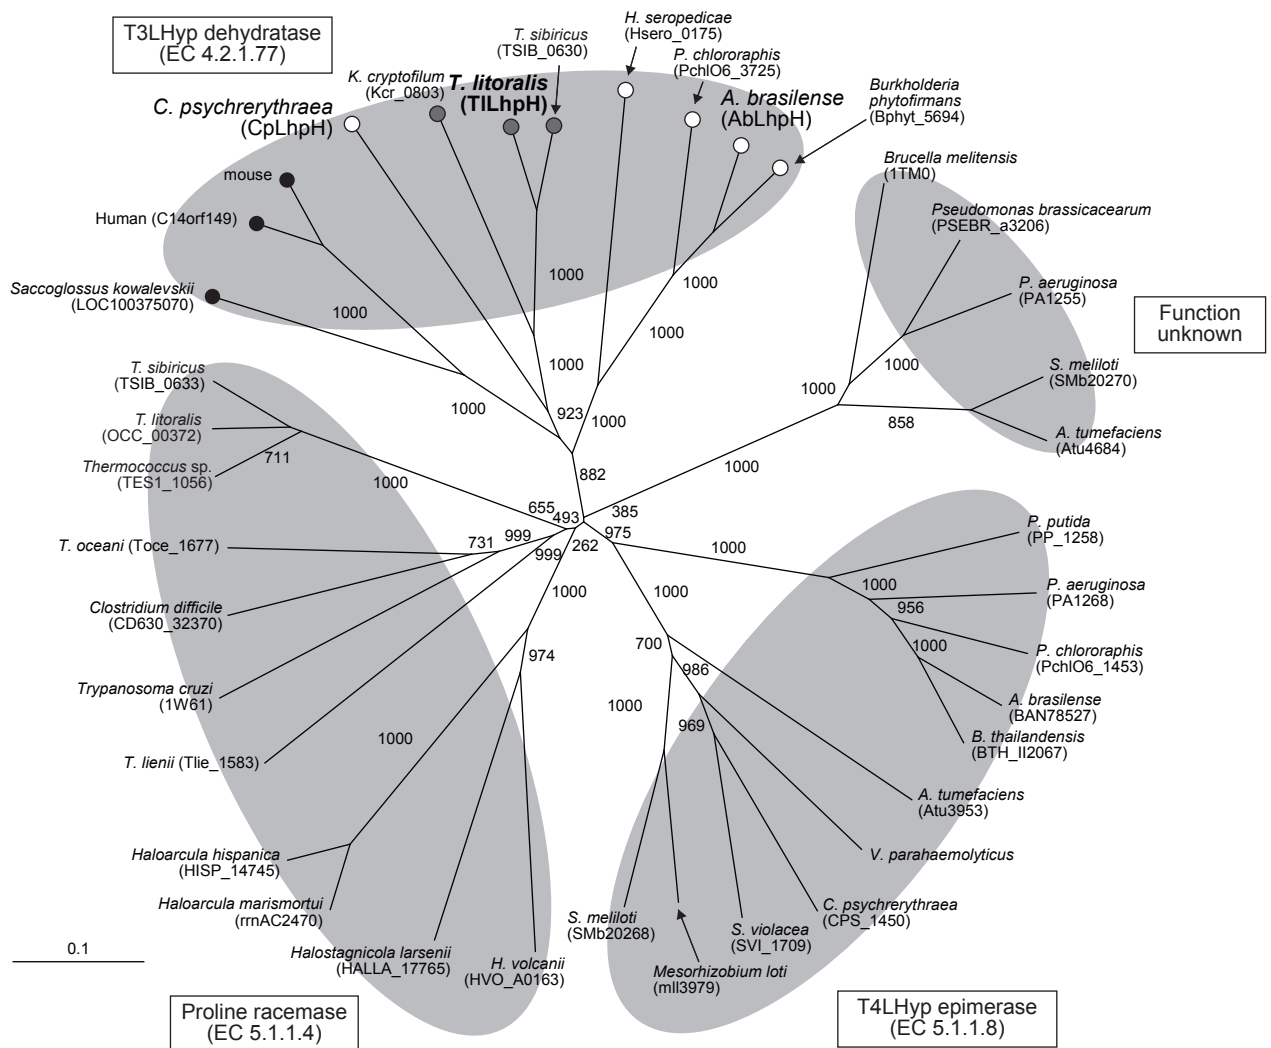 T3LHyp dehydratase
(EC 4.2.1.77)
H. seropedicae
(Hsero_0175)
T. sibiricus
(TSIB_0630)
P. chlororaphis
(PchlO6_3725)
K. cryptofilum
(Kcr_0803)
T. litoralis
(TlLhpH)
Burkholderia
phytofirmans
(Bphyt_5694)
C. psychrerythraea
(CpLhpH)
A. brasilense
(AbLhpH)
mouse
Human (C14orf149)
Saccoglossus kowalevskii
(LOC100375070)
Brucella melitensis
(1TM0)
Pseudomonas brassicacearum
(PSEBR_a3206)
P. aeruginosa
(PA1255)
Function
unknown
S. meliloti
(SMb20270)
A. tumefaciens
(Atu4684)
1000
1000
1000
1000
1000
1000
923
1000
1000
1000
858
1000
882
T. sibiricus
(TSIB_0633)
T. litoralis
(OCC_00372)
Thermococcus sp.
(TES1_1056)
711
1000
655
493
385
975
262
999
999
731
T. oceani (Toce_1677)
Clostridium difficile
(CD630_32370)
Trypanosoma cruzi
(1W61)
T. lienii (Tlie_1583)
1000
974
1000
Haloarcula hispanica
(HISP_14745)
Haloarcula marismortui
(rrnAC2470)
Halostagnicola larsenii
(HALLA_17765)
H. volcanii
(HVO_A0163)
1000
1000
1000
956
1000
P. putida
(PP_1258)
P. aeruginosa
(PA1268)
P. chlororaphis
(PchlO6_1453)
A. brasilense
(BAN78527)
B. thailandensis
(BTH_II2067)
700
986
1000
969
A. tumefaciens
(Atu3953)
V. parahaemolyticus
C. psychrerythraea
(CPS_1450)
S. violacea
(SVI_1709)
S. meliloti
(SMb20268)
Mesorhizobium loti
(mll3979)
0.1
Proline racemase
(EC 5.1.1.4)
T4LHyp epimerase
(EC 5.1.1.8)